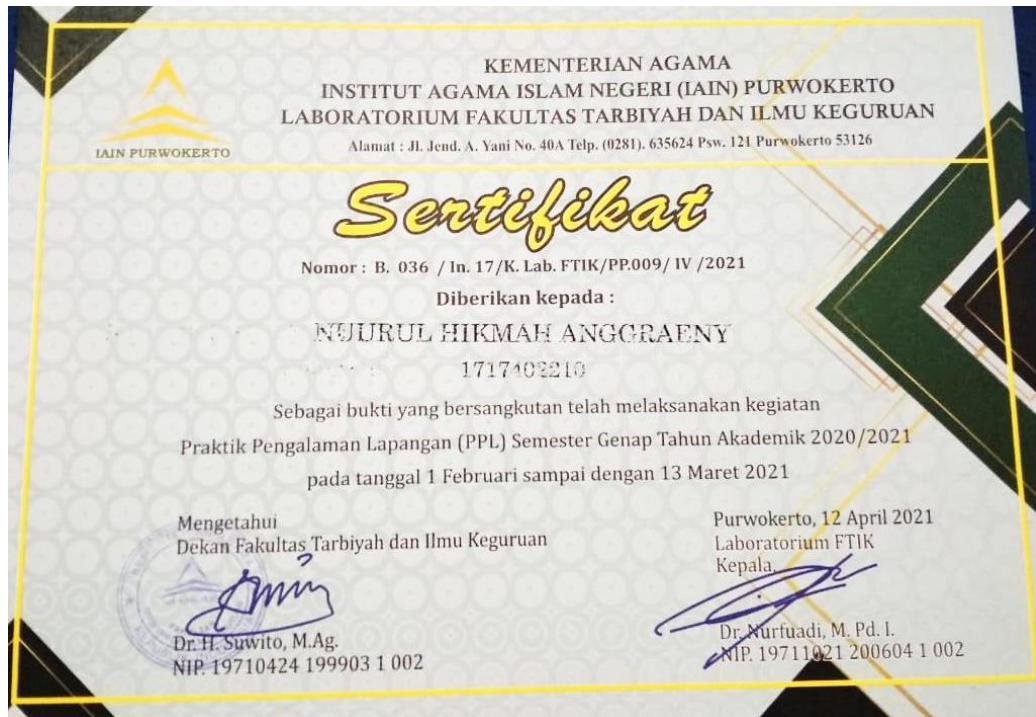 KEMENTERIAN AGAMA
INSTITUT AGAMA ISLAM NEGERI (IAIN) PURWOKERTO
LABORATORIUM FAKULTAS TARBIYAH DAN ILMU KEGURUAN
Alamat : Jl. Jend. A. Yani No. 40A Telp. (0281). 635624 Psw. 121 Purwokerto 53126
IAIN PURWOKERTO
Sertifikat
Nomor : B. 036 / In. 17/K. Lab. FTIK/PP.009/ IV /2021
Diberikan kepada :
NUURUL HIKMAH ANGGRAENY
Sebagai bukti yang bersangkutan telah melaksanakan kegiatan
Praktik Pengalaman Lapangan (PPL) Semester Genap Tahun Akademik 2020/2021
pada tanggal 1 Februari sampai dengan 13 Maret 2021
Mengetahui
Dekan Fakultas Tarbiyah dan Ilmu Keguruan
Dr. H. Suwito, M.Ag.
NIP. 19710424 199903 1 002
Purwokerto, 12 April 2021
Laboratorium FTIK
Kepala,
Dr. Nurfuadi, M. Pd. I.
NIP. 19711021 200604 1 002